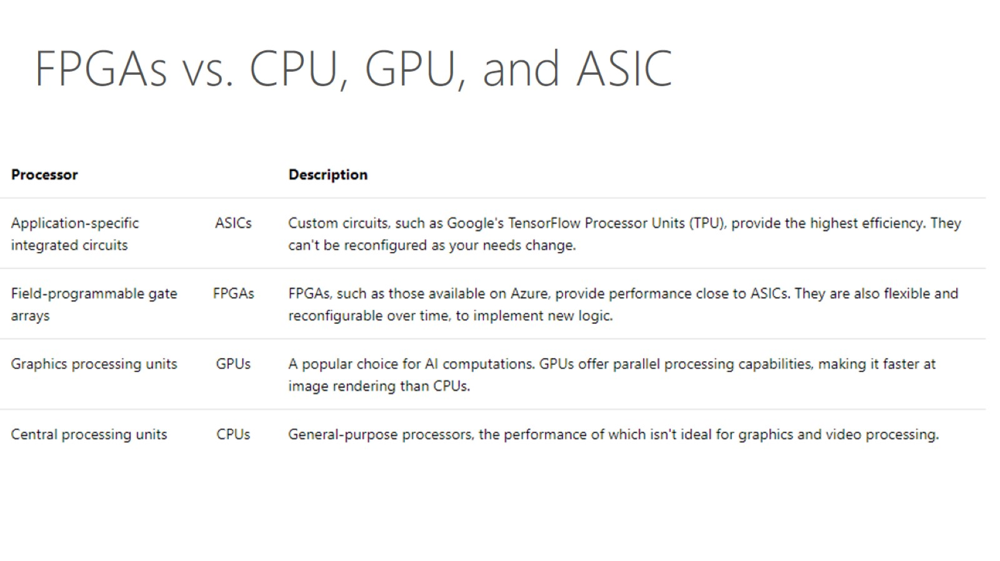 FPGAs vs. CPU, GPU, and ASIC
Processor Description
Application-specific ASICs Custom circuits, such as Google's TensorFlow Processor Units (TPU), provide the highest efficiency. They
integrated circuits can't be reconfigured as your needs change.
Field-programmable gate FPGAs FPGAs, such as those available on Azure, provide performance close to ASICs. They are also flexible and
arrays reconfigurable over time, to implement new logic.
Graphics processing units GPUs A popular choice for AI computations. GPUs offer parallel processing capabilities, making it faster at
image rendering than CPUs.
Central processing units CPUs General-purpose processors, the performance of which isn't ideal for graphics and video processing.